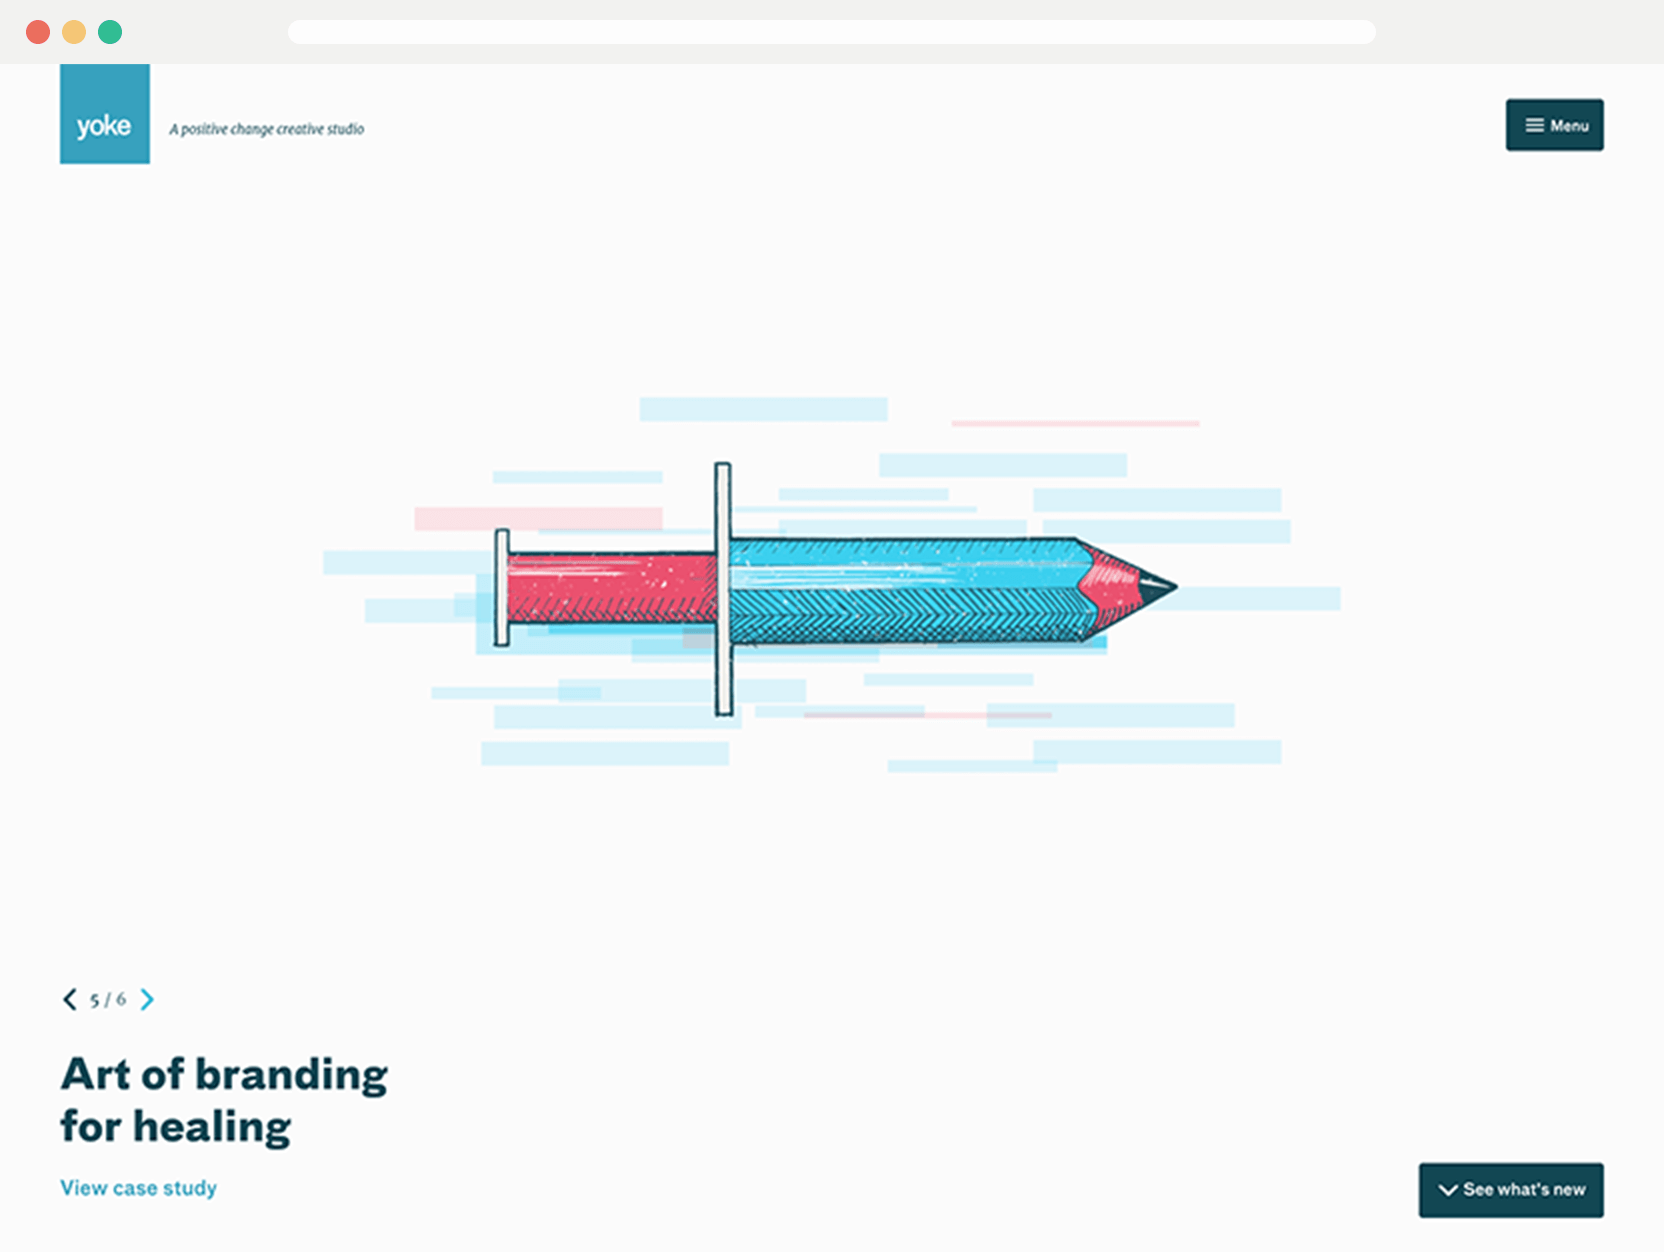 yoke
A positive change creative studio
Menu
5 / 6
Art of branding
for healing
View case study
See what's new